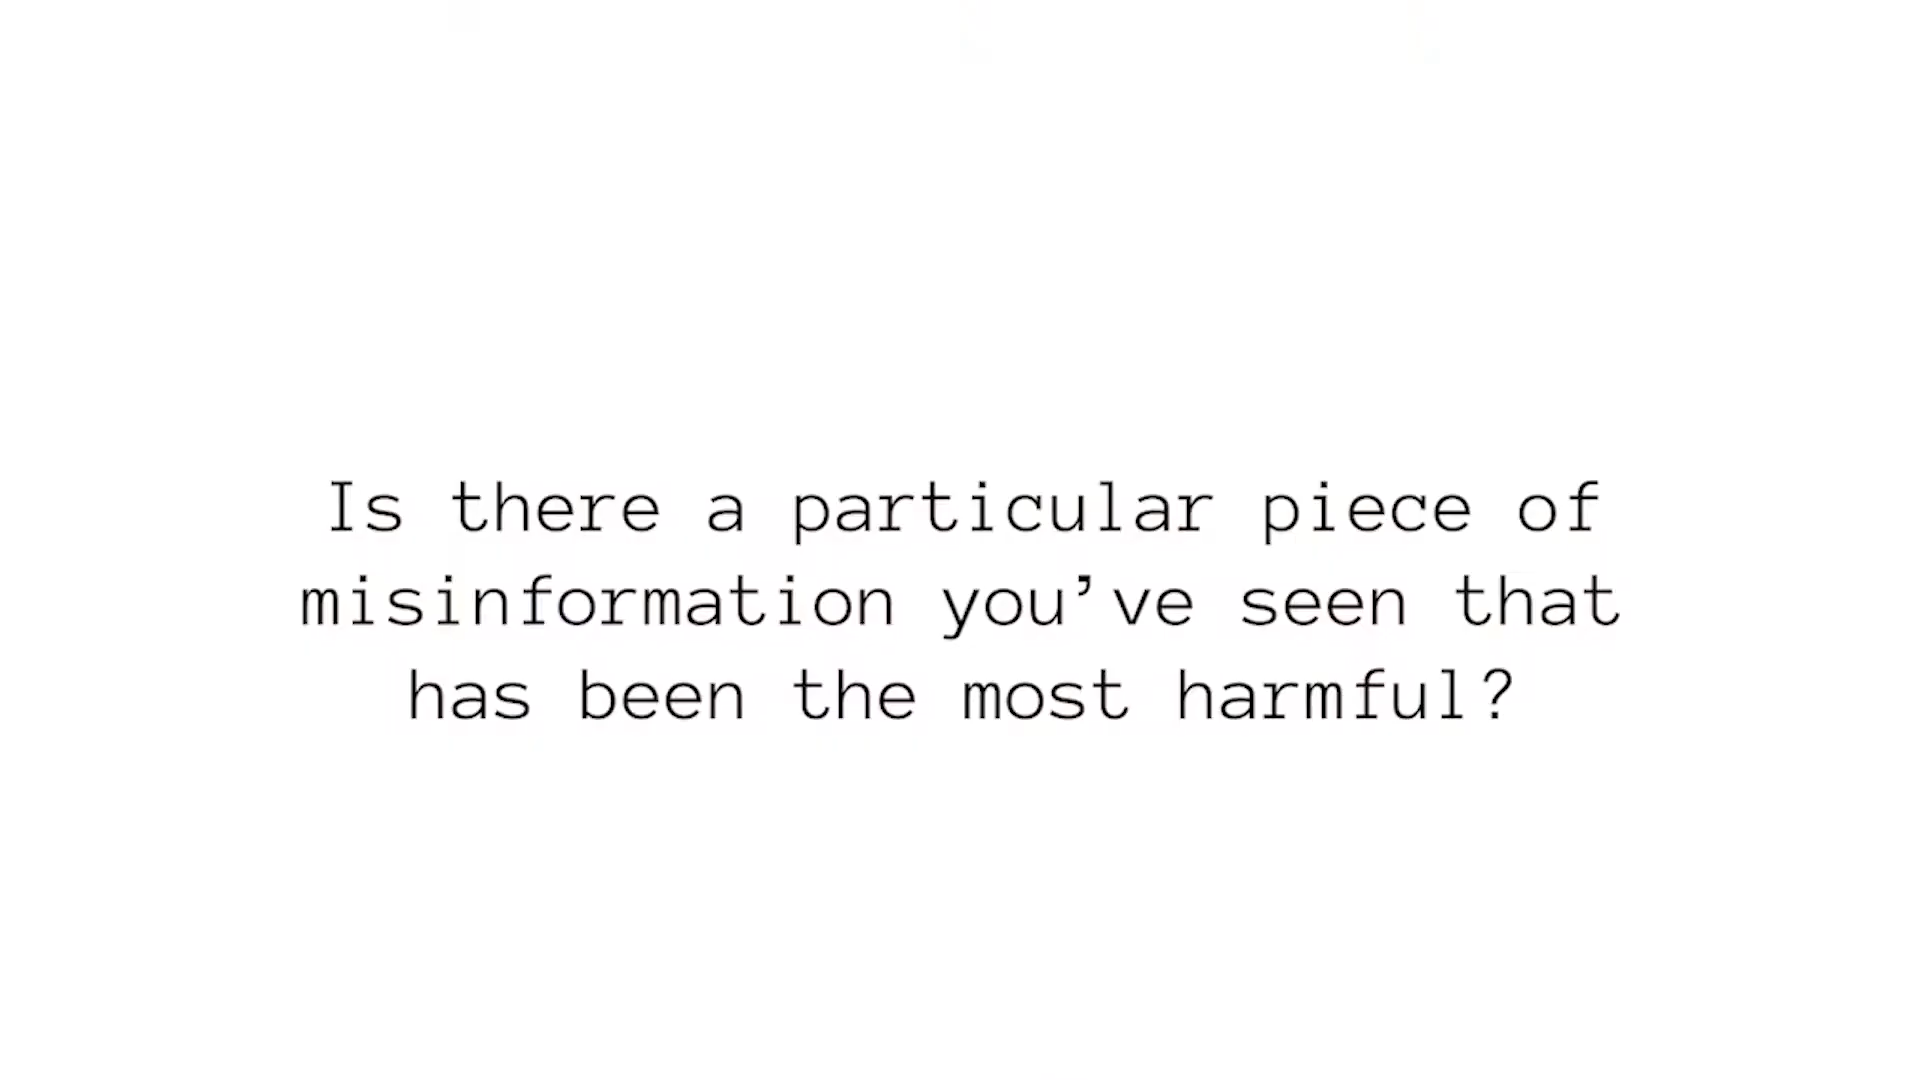 Is there a particular piece of
misinformation you’ve seen that
has been the most harmful?